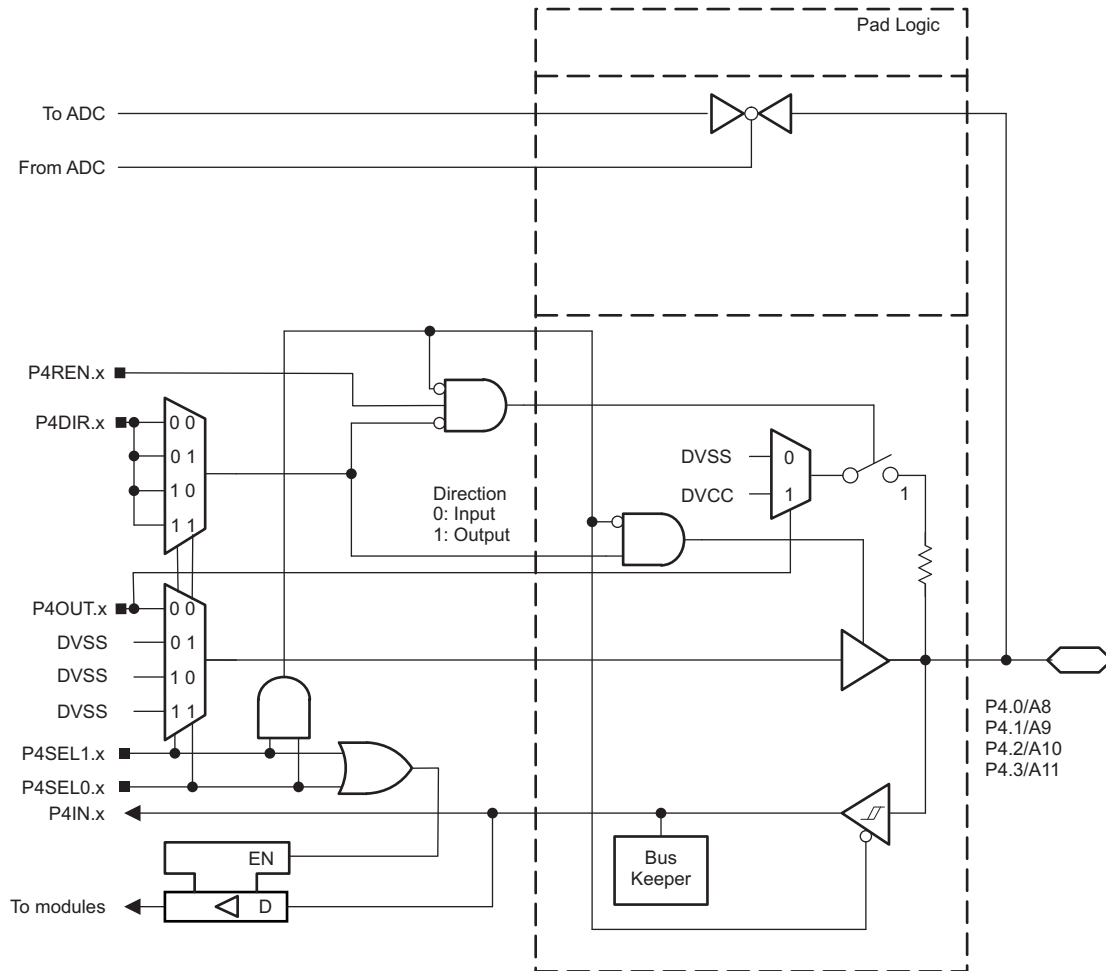 Pad Logic
To ADC
From ADC
P4REN.x
P4DIR.x
0 0
0 1
1 0
1 1
Direction
0: Input
1: Output
DVSS
0
DVCC
1
1
P4OUT.x
0 0
DVSS
0 1
DVSS
1 0
DVSS
1 1
P4SEL1.x
P4SEL0.x
P4IN.x
P4.0/A8
P4.1/A9
P4.2/A10
P4.3/A11
Bus
Keeper
EN
To modules
D